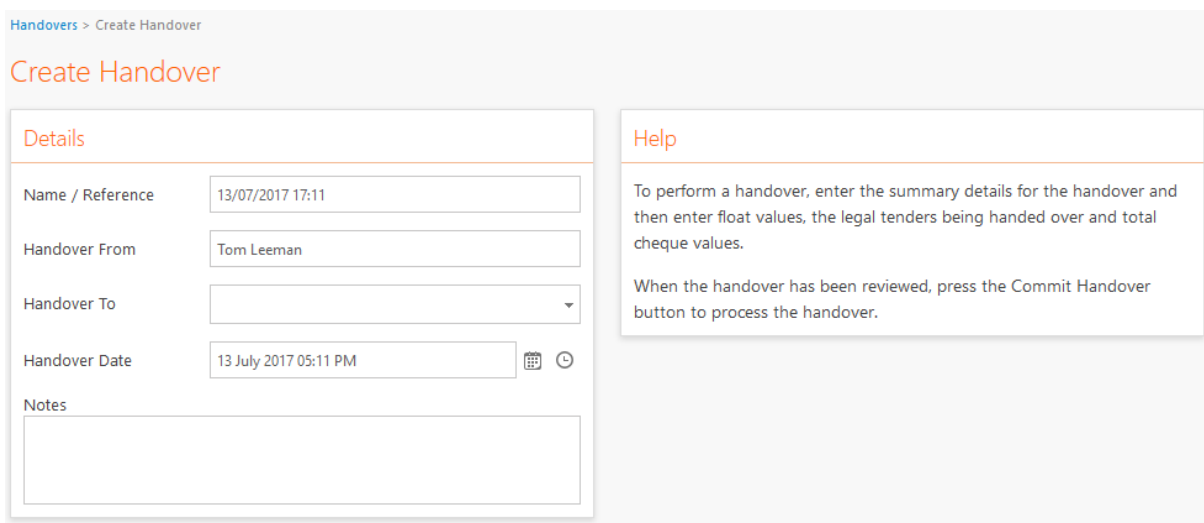 Handovers > Create Handover
Create Handover
Details
Name / Reference 13/07/2017 17:11
Handover From Tom Leeman
Handover To
Handover Date 13 July 2017 05:11 PM
Notes
Help
To perform a handover, enter the summary details for the handover and
then enter float values, the legal tenders being handed over and total
cheque values.
When the handover has been reviewed, press the Commit Handover
button to process the handover.